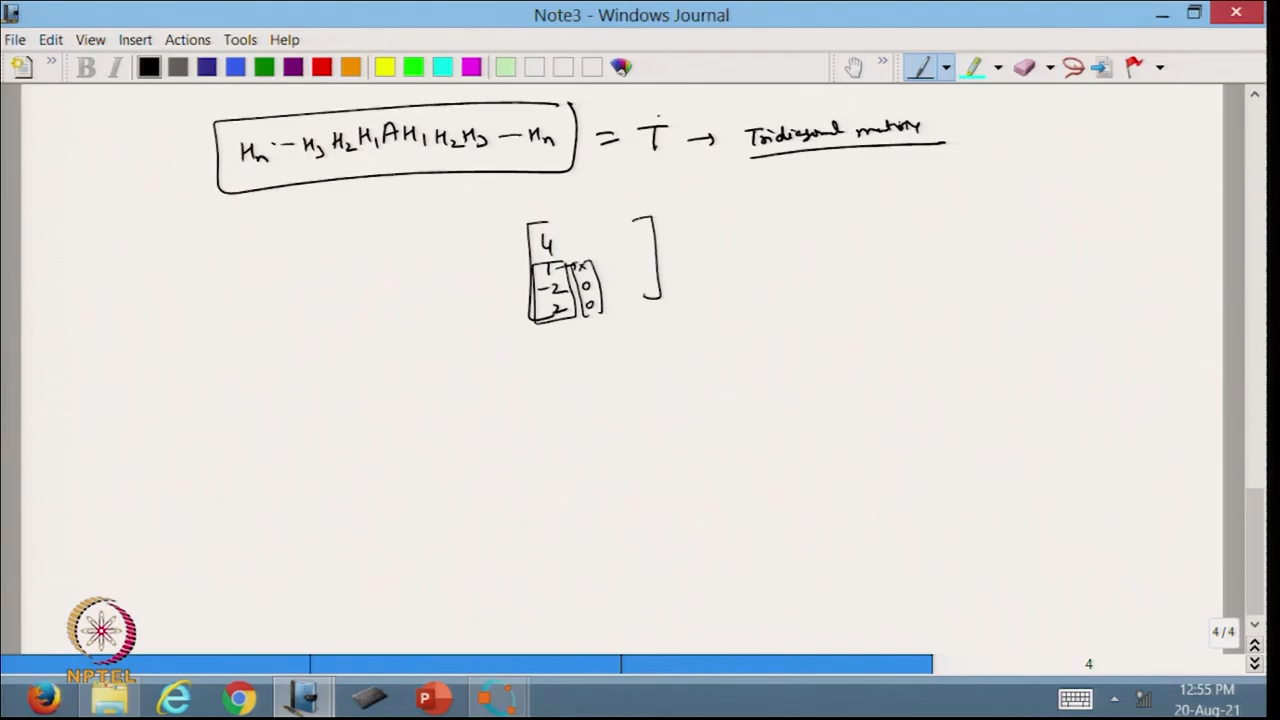 Note3 - Windows Journal
File Edit View Insert Actions Tools Help
Hn -- H3 H2 H1 A H1 H2 H3 — Hn = T → Tridiagonal matrix
4
1 → x
-2 0
2 0
4/4
4
NPTEL
12:55 PM
20-Aug-21